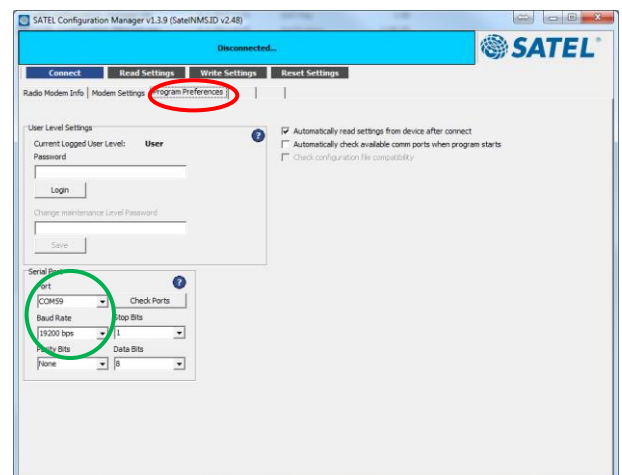 SATEL Configuration Manager v1.3.9 (SatelNMS.ID v2.48)
Disconnected...
SATEL
Connect Read Settings Write Settings Reset Settings
Radio Modem Info Modem Settings Program Preferences
User Level Settings
Current Logged User Level: User
Password
Login
Change maintenance Level Password
Save
Automatically read settings from device after connect
Automatically check available comm ports when program starts
Check configuration file compatibility
Serial Port
Port
COM59 Check Ports
Baud Rate Stop Bits
19200 bps 1
Parity Bits Data Bits
None 8